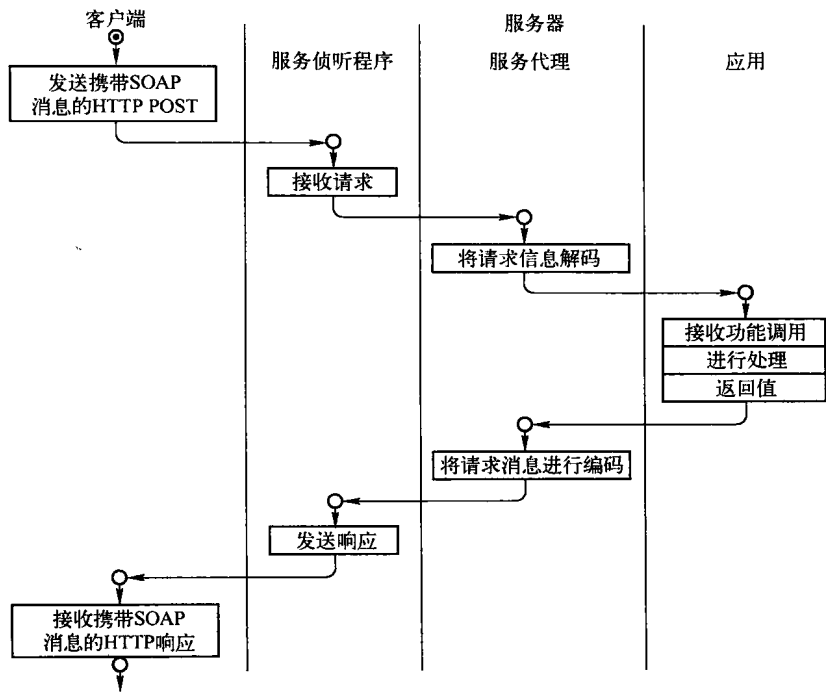 客户端
服务器
服务侦听程序
服务代理
应用
发送携带SOAP
消息的HTTP POST
接收请求
将请求信息解码
接收功能调用
进行处理
返回值
将请求消息进行编码
发送响应
接收携带SOAP
消息的HTTP响应